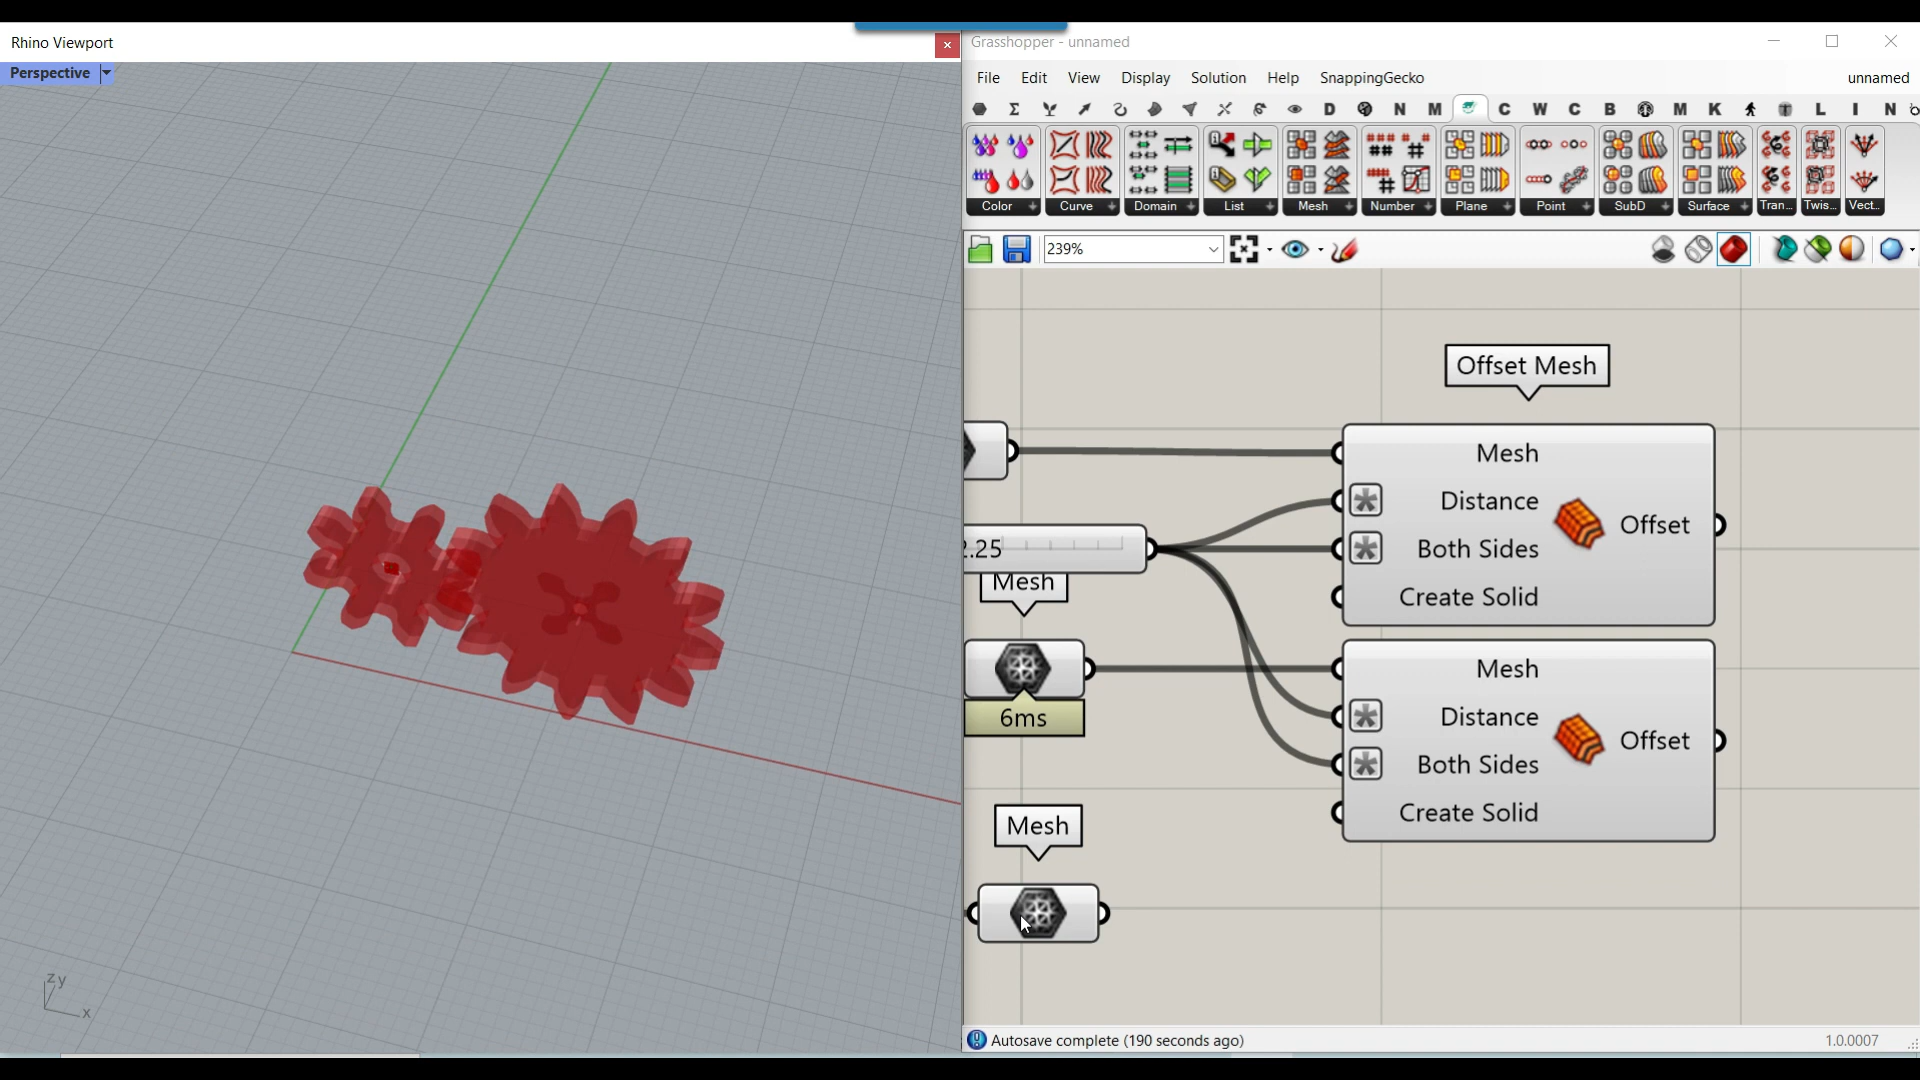 Rhino Viewport
Perspective
Grasshopper - unnamed
File Edit View Display Solution Help SnappingGecko unnamed
D N M C W C B M K L I N
Color Curve Domain List Mesh Number Plane Point SubD Surface Tran... Twis... Vect..
239%
Offset Mesh
Mesh
Distance
Both Sides
Create Solid
Offset
2.25
Mesh
6ms
Mesh
Distance
Both Sides
Create Solid
Offset
Mesh
z y
x
Autosave complete (190 seconds ago)
1.0.0007